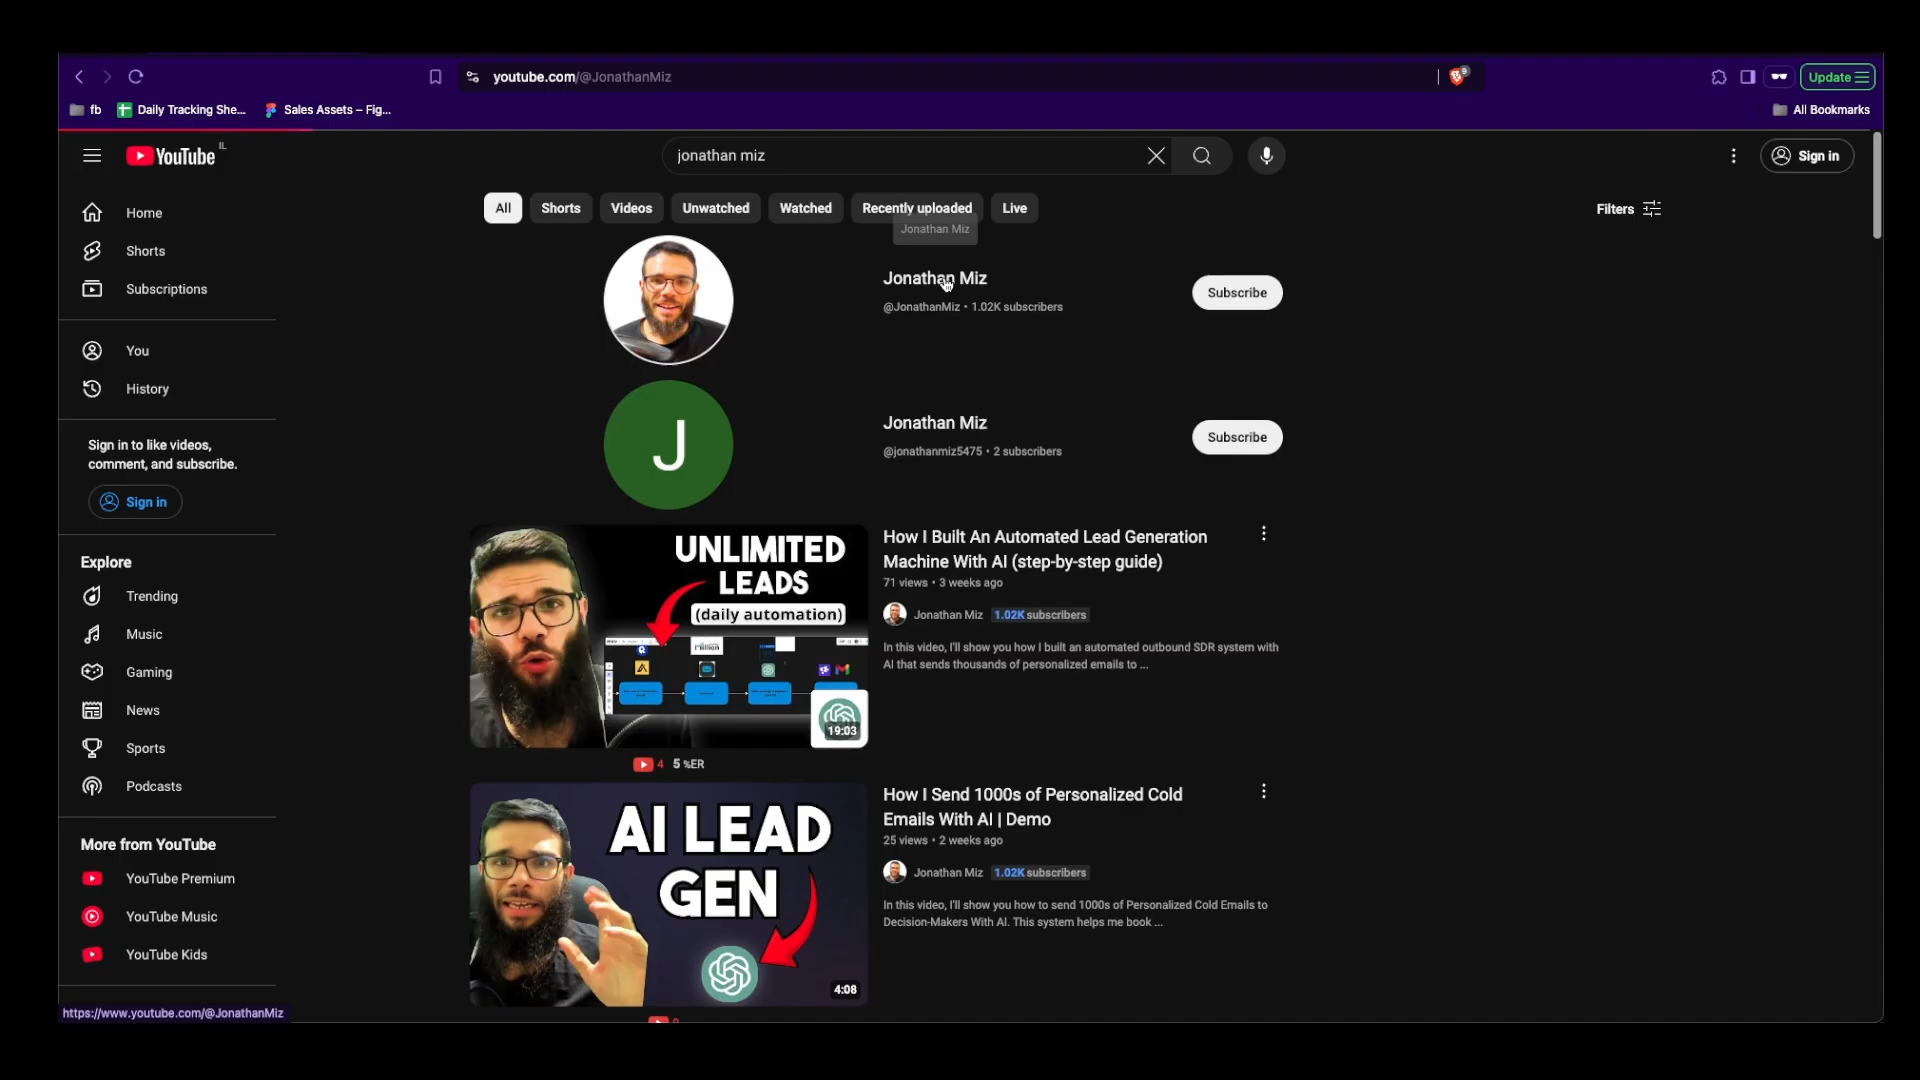 youtube.com/@JonathanMiz
9
Update
fb
Daily Tracking She...
Sales Assets – Fig...
All Bookmarks
YouTube IL
jonathan miz
Sign in
All
Shorts
Videos
Unwatched
Watched
Recently uploaded
Live
Filters
Jonathan Miz
Home
Shorts
Subscriptions
You
History
Sign in to like videos,
comment, and subscribe.
Sign in
Explore
Trending
Music
Gaming
News
Sports
Podcasts
More from YouTube
YouTube Premium
YouTube Music
YouTube Kids
https://www.youtube.com/@JonathanMiz
Jonathan Miz
@JonathanMiz • 1.02K subscribers
Subscribe
J
Jonathan Miz
@jonathanmiz5475 • 2 subscribers
Subscribe
UNLIMITED
LEADS
(daily automation)
19:03
4 5 %ER
How I Built An Automated Lead Generation
Machine With AI (step-by-step guide)
71 views • 3 weeks ago
Jonathan Miz 1.02K subscribers
In this video, I'll show you how I built an automated outbound SDR system with
AI that sends thousands of personalized emails to ...
AI LEAD
GEN
4:08
How I Send 1000s of Personalized Cold
Emails With AI | Demo
25 views • 2 weeks ago
Jonathan Miz 1.02K subscribers
In this video, I'll show you how to send 1000s of Personalized Cold Emails to
Decision-Makers With AI. This system helps me book ...